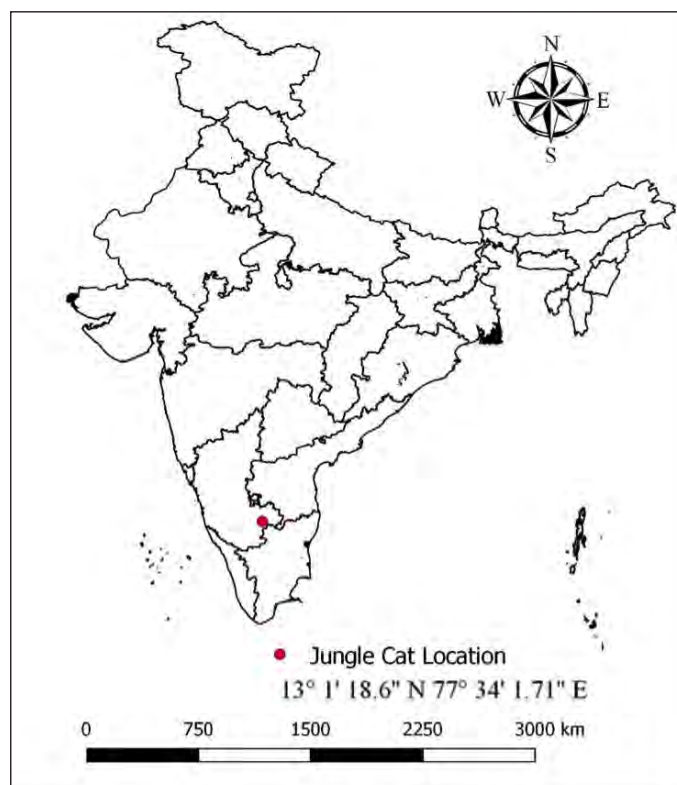 N
W E
S
Jungle Cat Location
13° 1' 18.6" N 77° 34' 1.71" E
0 750 1500 2250 3000 km